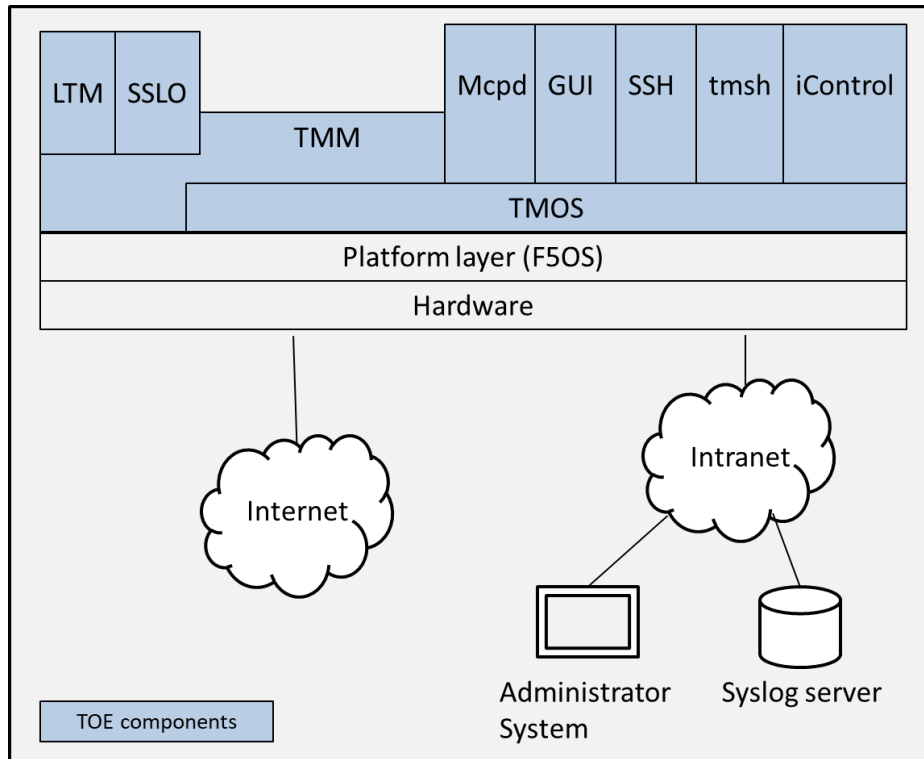 LTM
SSLO
TMM
Mcpd
GUI
SSH
tmsh
iControl
TMOS
Platform layer (F5OS)
Hardware
Internet
Intranet
Administrator
System
Syslog server
TOE components